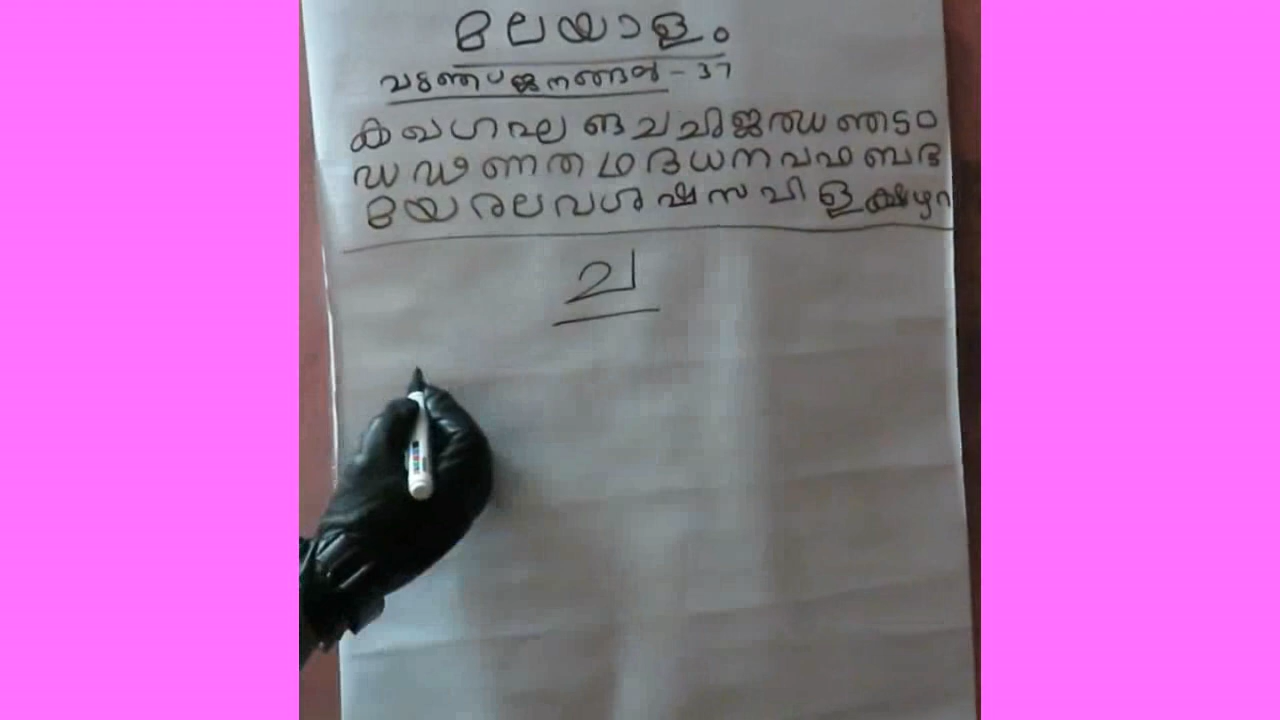 മലയാളം
വ്യഞ്ജനങ്ങൾ - 37
ക ഖ ഗ ഘ ങ ച ഛ ജ ഝ ഞ ട ഠ
ഡ ഢ ണ ത ഥ ദ ധ ന പ ഫ ബ ഭ
മ യ ര ല വ ശ ഷ സ ഹ ള ക്ഷ ഴ റ
ച